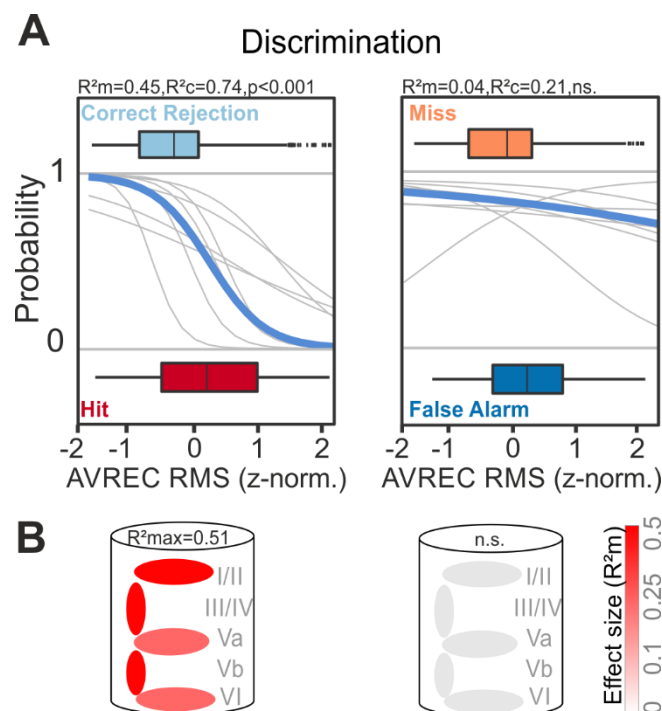 A
Discrimination
R²m=0.45,R²c=0.74,p<0.001
Correct Rejection
Hit
Probability
1
0
-2 -1 0 1 2
AVREC RMS (z-norm.)
R²m=0.04,R²c=0.21,ns.
Miss
False Alarm
-2 -1 0 1 2
AVREC RMS (z-norm.)
B
R²max=0.51
I/II
III/IV
Va
Vb
VI
n.s.
I/II
III/IV
Va
Vb
VI
Effect size (R²m)
0 0.1 0.25 0.5